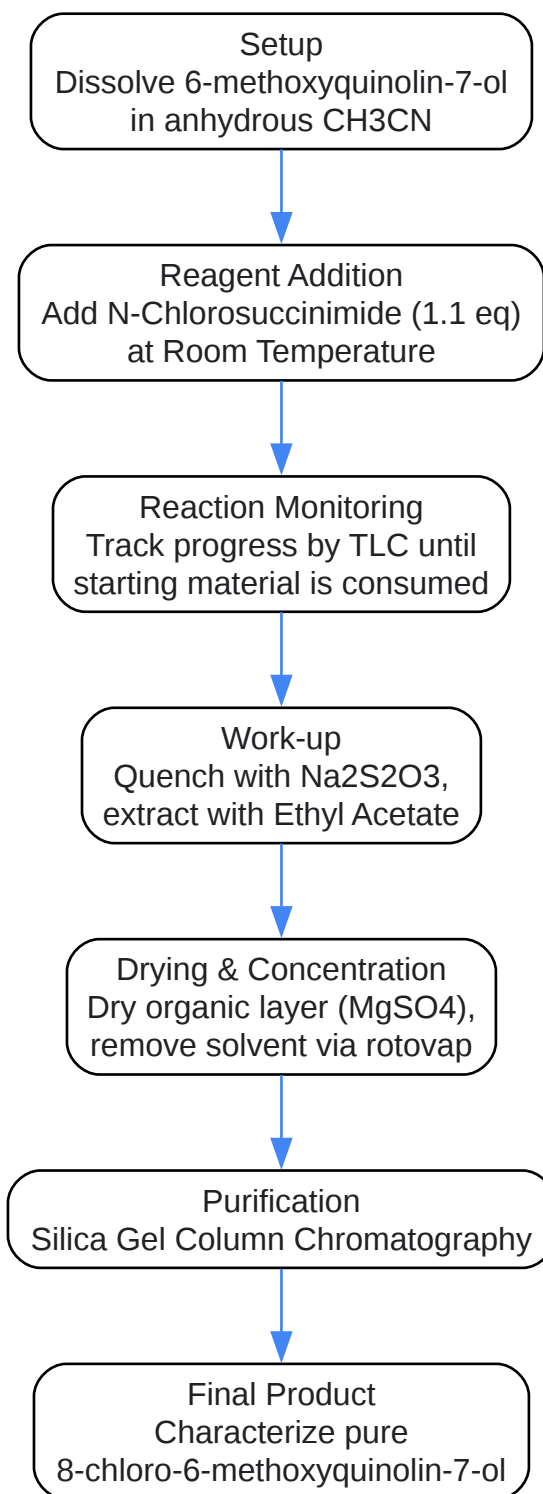 Setup
Dissolve 6-methoxyquinolin-7-ol
in anhydrous CH3CN
Reagent Addition
Add N-Chlorosuccinimide (1.1 eq)
at Room Temperature
Reaction Monitoring
Track progress by TLC until
starting material is consumed
Work-up
Quench with Na2S2O3,
extract with Ethyl Acetate
Drying & Concentration
Dry organic layer (MgSO4),
remove solvent via rotovap
Purification
Silica Gel Column Chromatography
Final Product
Characterize pure
8-chloro-6-methoxyquinolin-7-ol